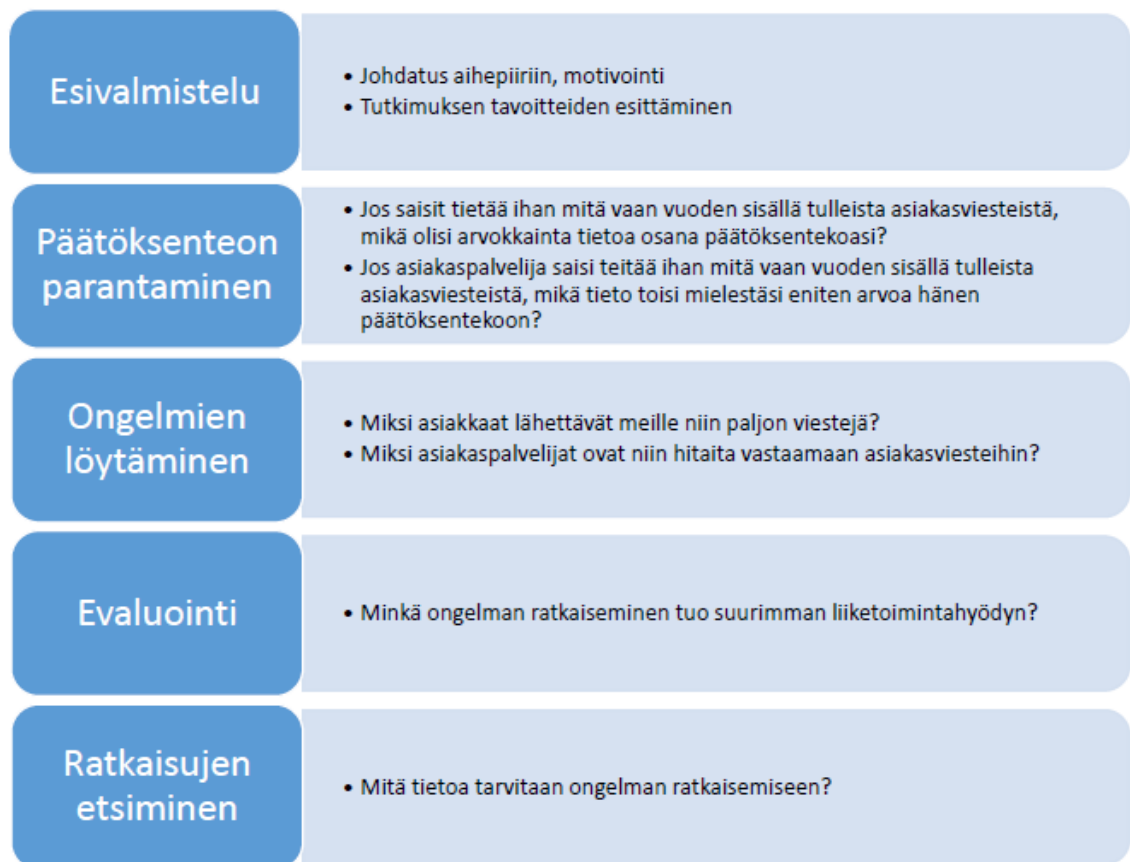 Esivalmistelu
• Johdatus aihepiiriin, motivointi
• Tutkimuksen tavoitteiden esittäminen
Päätöksenteon
parantaminen
• Jos saisit tietää ihan mitä vaan vuoden sisällä tulleista asiakasviesteistä,
mikä olisi arvokkainta tietoa osana päätöksentekoasi?
• Jos asiakaspalvelija saisi teitää ihan mitä vaan vuoden sisällä tulleista
asiakasviesteistä, mikä tieto toisi mielestäsi eniten arvoa hänen
päätöksentekoon?
Ongelmien
löytäminen
• Miksi asiakkaat lähettävät meille niin paljon viestejä?
• Miksi asiakaspalvelijat ovat niin hitaita vastaamaan asiakasviesteihin?
Evaluointi
• Minkä ongelman ratkaiseminen tuo suurimman liiketoimintahyödyn?
Ratkaisujen
etsiminen
• Mitä tietoa tarvitaan ongelman ratkaisemiseen?